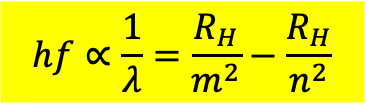 hf ∝ 1/λ = R_H/m² − R_H/n²